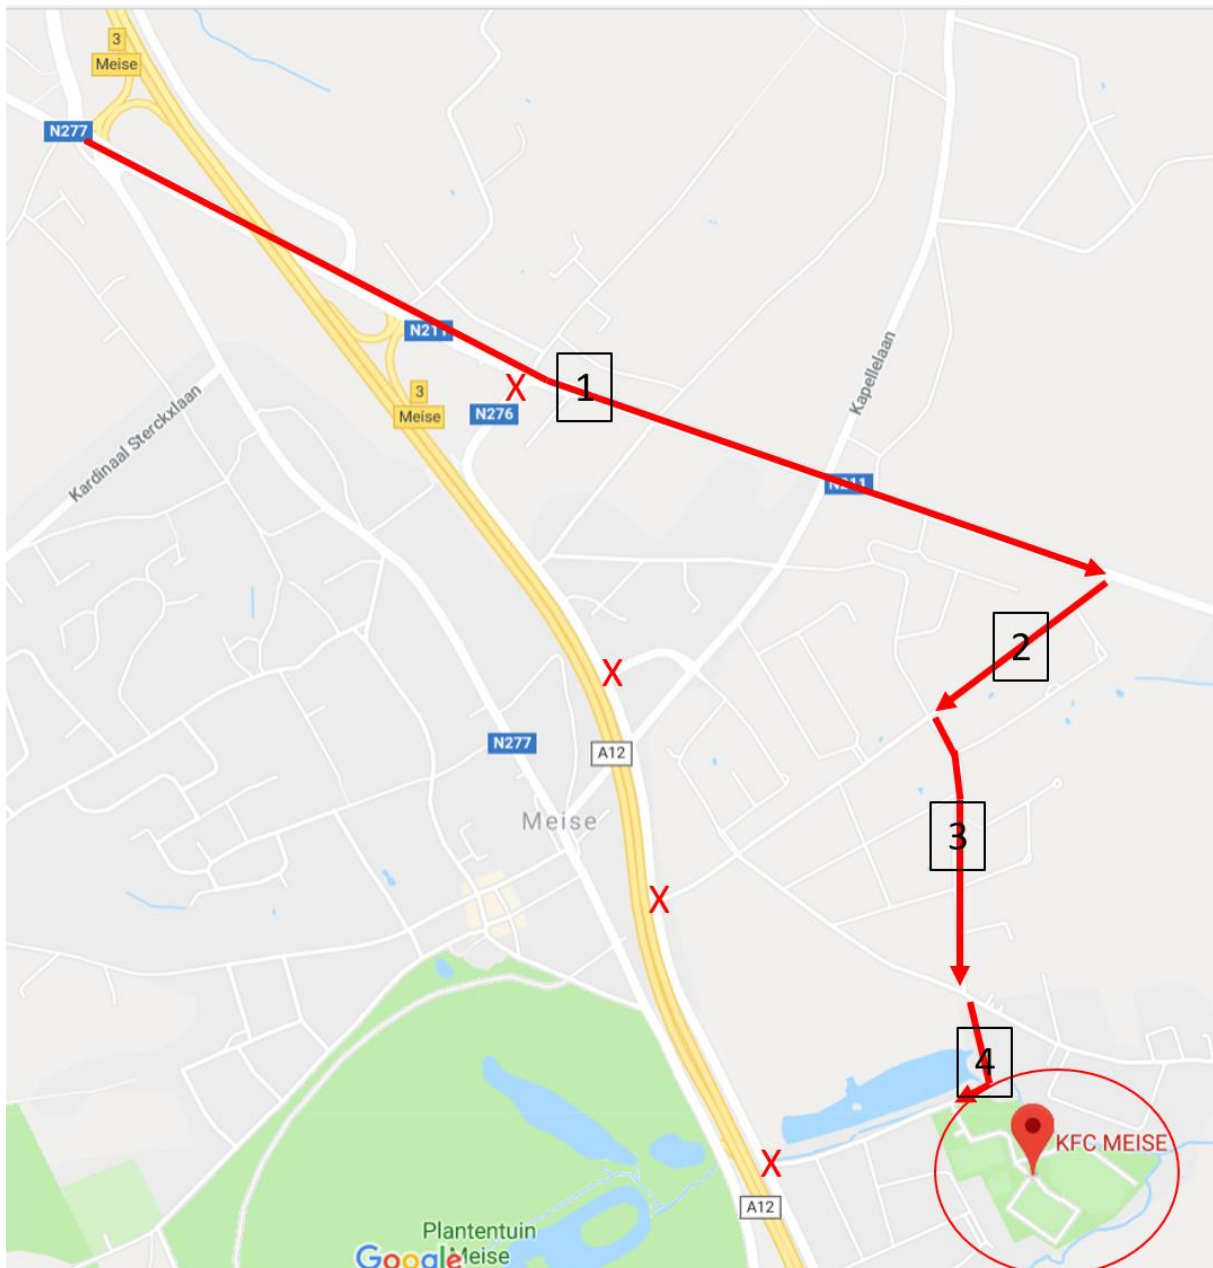 3
Meise
N277
N211
3
Meise
X
N276
1
Kapellelaan
Kardinaal Sterckxlaan
N211
2
X
N277
A12
Meise
3
X
4
KFC MEISE
X
A12
Plantentuin
Meise
Google